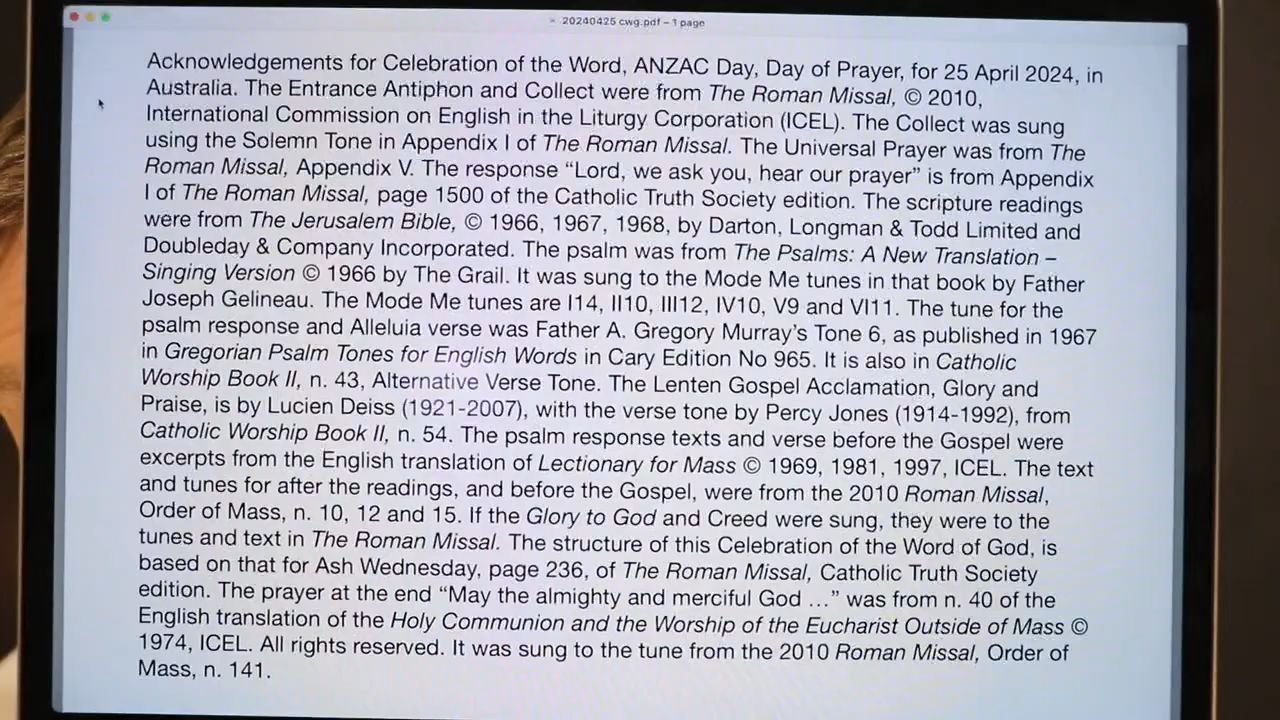 20240425 cwg.pdf – 1 page
Acknowledgements for Celebration of the Word, ANZAC Day, Day of Prayer, for 25 April 2024, in
Australia. The Entrance Antiphon and Collect were from The Roman Missal, © 2010,
International Commission on English in the Liturgy Corporation (ICEL). The Collect was sung
using the Solemn Tone in Appendix I of The Roman Missal. The Universal Prayer was from The
Roman Missal, Appendix V. The response “Lord, we ask you, hear our prayer” is from Appendix
I of The Roman Missal, page 1500 of the Catholic Truth Society edition. The scripture readings
were from The Jerusalem Bible, © 1966, 1967, 1968, by Darton, Longman & Todd Limited and
Doubleday & Company Incorporated. The psalm was from The Psalms: A New Translation –
Singing Version © 1966 by The Grail. It was sung to the Mode Me tunes in that book by Father
Joseph Gelineau. The Mode Me tunes are I14, II10, III12, IV10, V9 and VI11. The tune for the
psalm response and Alleluia verse was Father A. Gregory Murray’s Tone 6, as published in 1967
in Gregorian Psalm Tones for English Words in Cary Edition No 965. It is also in Catholic
Worship Book II, n. 43, Alternative Verse Tone. The Lenten Gospel Acclamation, Glory and
Praise, is by Lucien Deiss (1921-2007), with the verse tone by Percy Jones (1914-1992), from
Catholic Worship Book II, n. 54. The psalm response texts and verse before the Gospel were
excerpts from the English translation of Lectionary for Mass © 1969, 1981, 1997, ICEL. The text
and tunes for after the readings, and before the Gospel, were from the 2010 Roman Missal,
Order of Mass, n. 10, 12 and 15. If the Glory to God and Creed were sung, they were to the
tunes and text in The Roman Missal. The structure of this Celebration of the Word of God, is
based on that for Ash Wednesday, page 236, of The Roman Missal, Catholic Truth Society
edition. The prayer at the end “May the almighty and merciful God …” was from n. 40 of the
English translation of the Holy Communion and the Worship of the Eucharist Outside of Mass ©
1974, ICEL. All rights reserved. It was sung to the tune from the 2010 Roman Missal, Order of
Mass, n. 141.